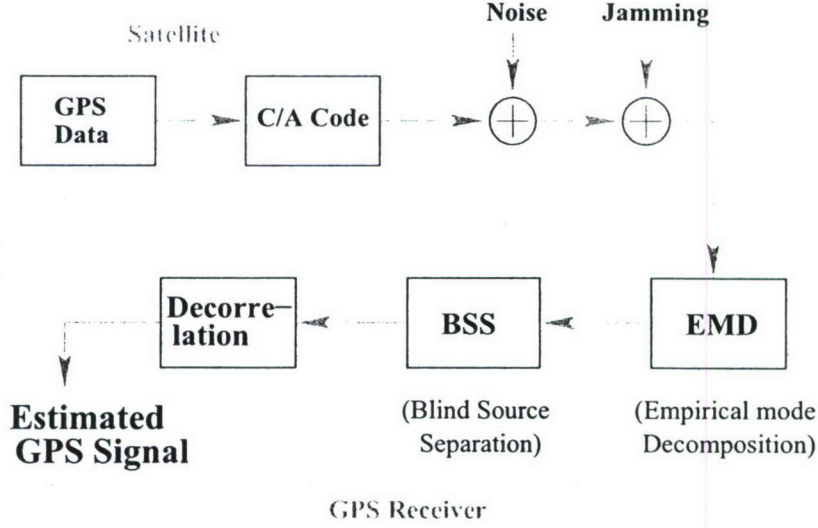 Noise
Jamming
Satellite
GPS
Data
C/A Code
Decorre-
lation
BSS
EMD
Estimated
GPS Signal
(Blind Source
Separation)
(Empirical mode
Decomposition)
GPS Receiver